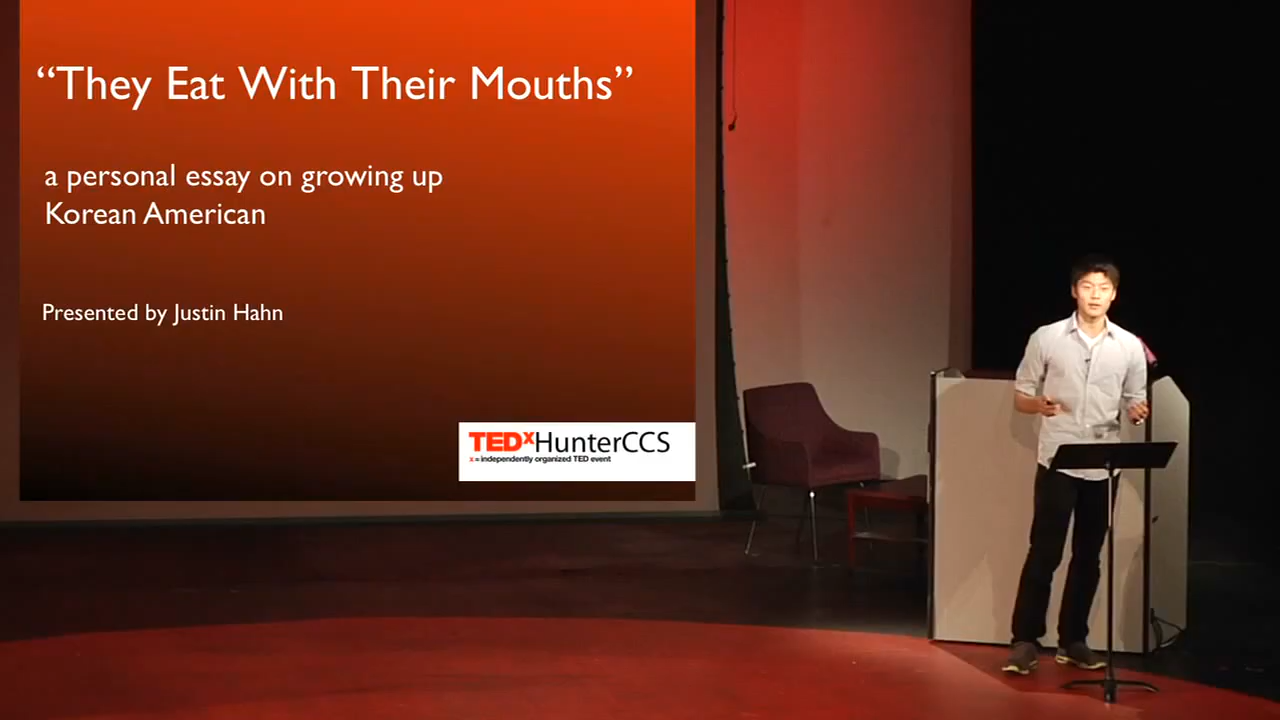 “They Eat With Their Mouths”
a personal essay on growing up
Korean American
Presented by Justin Hahn
TEDxHunterCCS
x = independently organized TED event